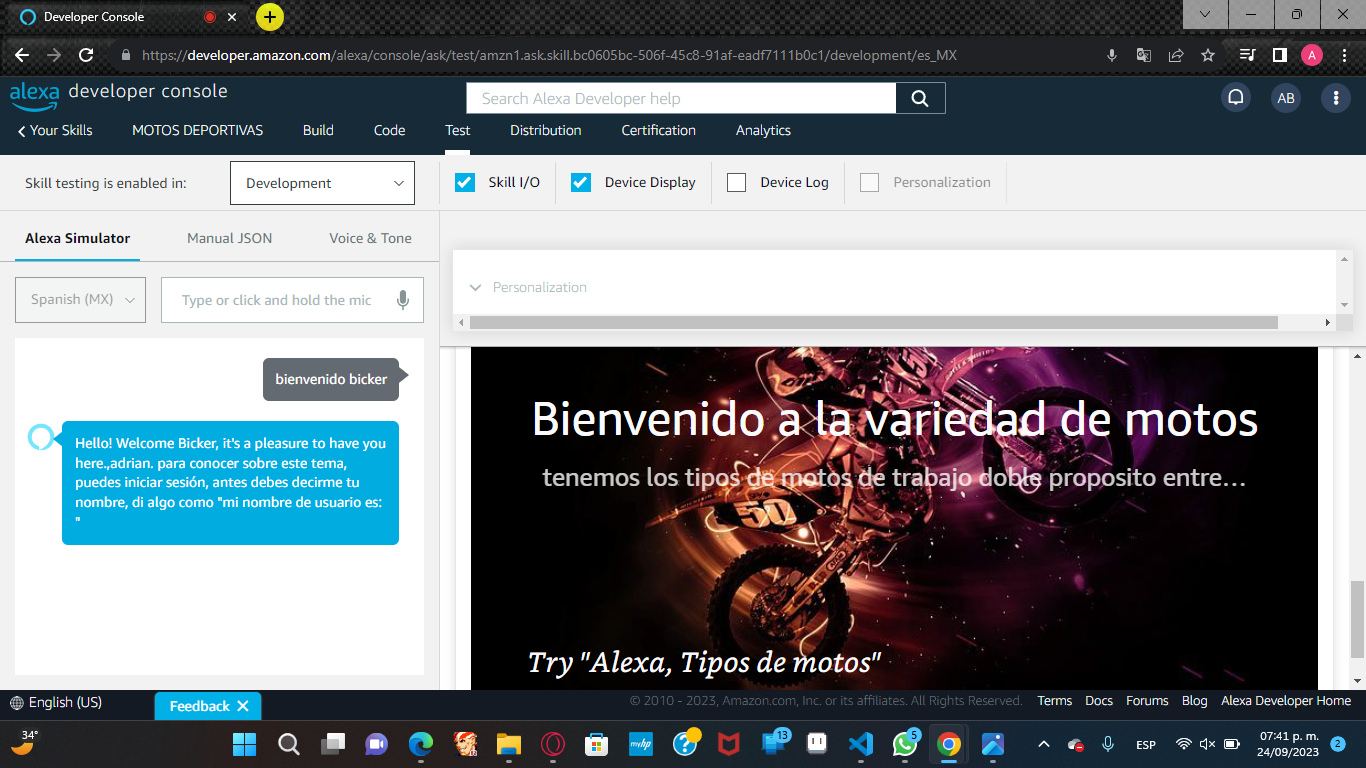 Developer Console
https://developer.amazon.com/alexa/console/ask/test/amzn1.ask.skill.bc0605bc-506f-45c8-91af-eadf7111b0c1/development/es_MX
A
alexa developer console
Search Alexa Developer help
AB
Your Skills MOTOS DEPORTIVAS Build Code Test Distribution Certification Analytics
Skill testing is enabled in: Development Skill I/O Device Display Device Log Personalization
Alexa Simulator Manual JSON Voice & Tone
Spanish (MX) Type or click and hold the mic
Personalization
bienvenido bicker
Hello! Welcome Bicker, it's a pleasure to have you
here.,adrian. para conocer sobre este tema,
puedes iniciar sesión, antes debes decirme tu
nombre, di algo como "mi nombre de usuario es:
"
Bienvenido a la variedad de motos
tenemos los tipos de motos de trabajo doble proposito entre...
50
Try "Alexa, Tipos de motos"
English (US) Feedback © 2010 - 2023, Amazon.com, Inc. or its affiliates. All Rights Reserved. Terms Docs Forums Blog Alexa Developer Home
34°
myhp
13
5
ESP
07:41 p. m.
24/09/2023
2